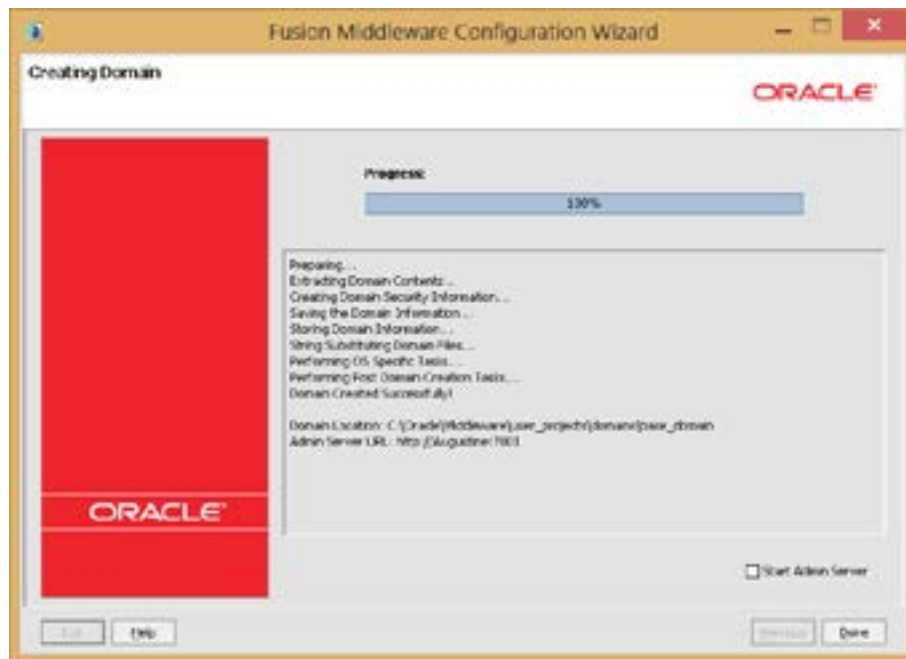 Fusion Middleware Configuration Wizard
Creating Domain
ORACLE
Progress:
100%
Preparing...
Extracting Domain Contents...
Creating Domain Security Information...
Saving the Domain Information...
Storing Domain Information...
String Substituting Domain Files...
Performing OS Specific Tasks...
Performing Post Domain Creation Tasks...
Domain Created Successfully!
Domain Location: C:\Oracle\Middleware\user_projects\domains\base_domain
Admin Server URL: http://Augustine:7001
ORACLE
Start Admin Server
Exit
Help
Previous
Done